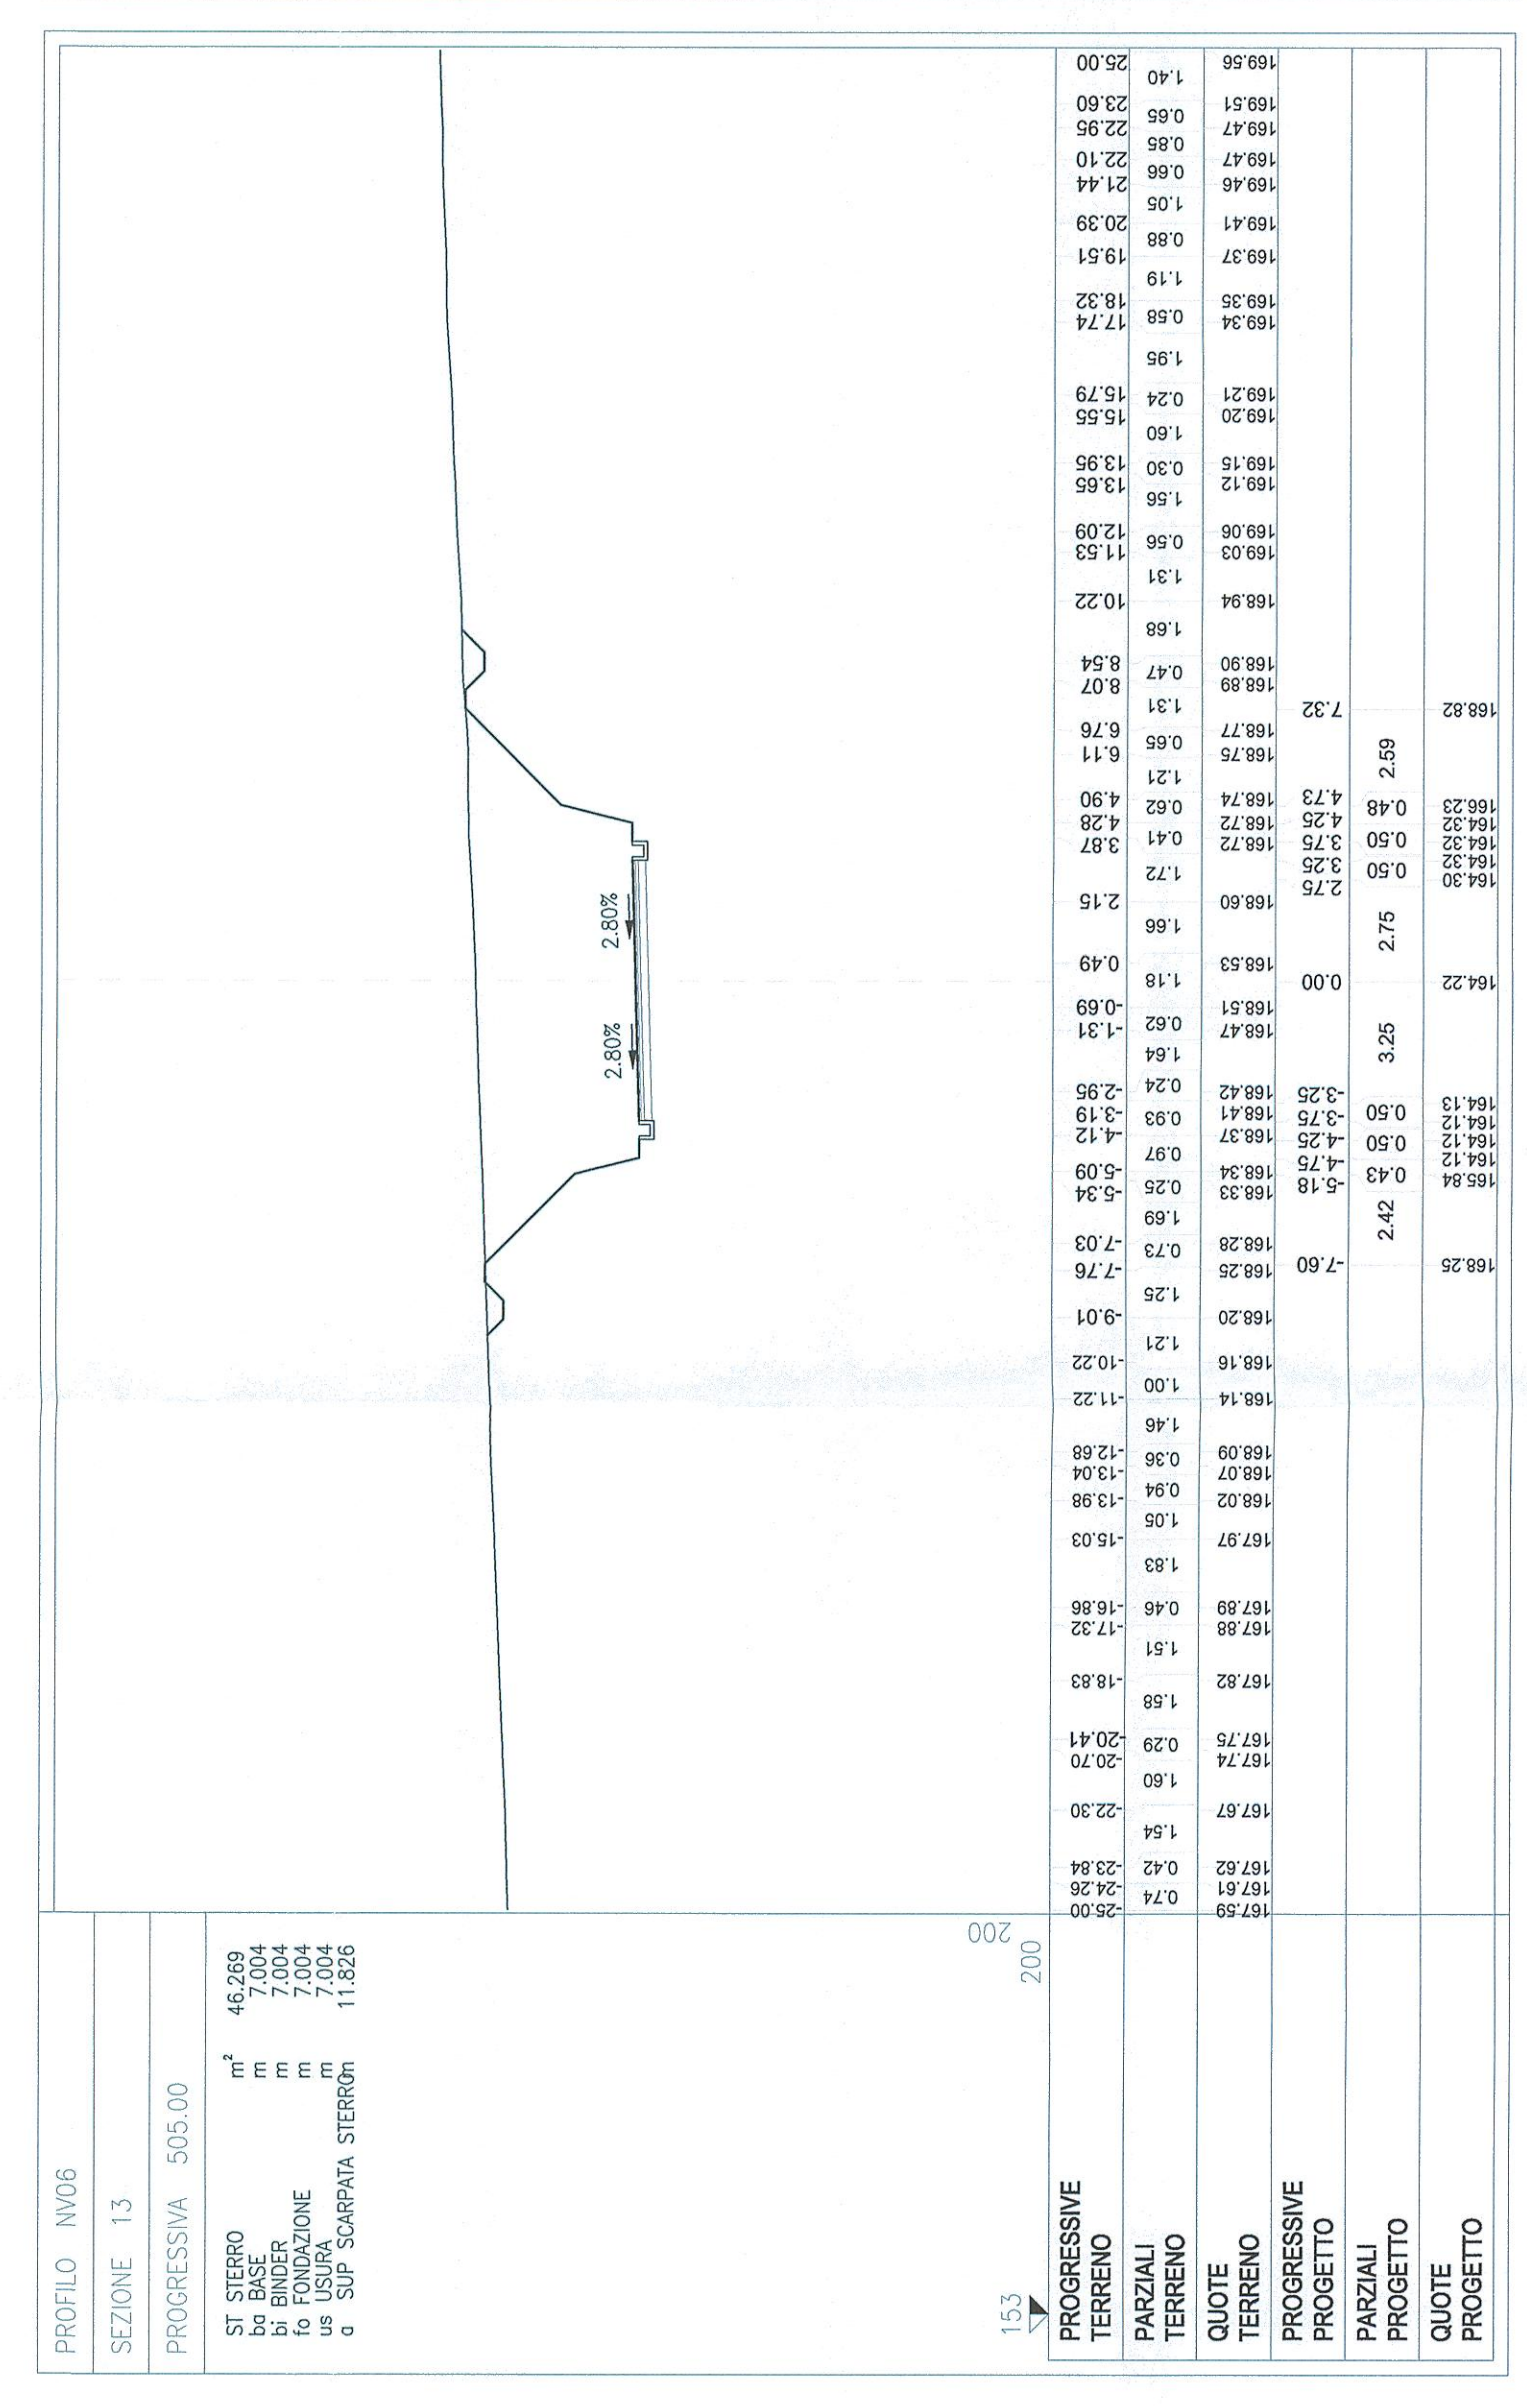 PROFILO NV06
SEZIONE 13
PROGRESSIVA 505.00
ST STERRO m² 46.269
ba BASE m 7.004
bi BINDER m 7.004
fo FONDAZIONE m 7.004
us USURA m 7.004
a SUP SCARPATA STERRO m 11.826
2.80% 2.80%
200
153 200
PROGRESSIVE TERRENO -25.00 -24.26 -23.84 -22.30 -20.70 -20.41 -18.83 -17.32 -16.86 -15.03 -13.98 -13.04 -12.68 -11.22 -10.22 -9.01 -7.76 -7.03 -5.34 -5.09 -4.12 -3.19 -2.95 -1.31 -0.69 0.49 2.15 3.87 4.28 4.90 6.11 6.76 8.07 8.54 10.22 11.53 12.09 13.65 13.95 15.55 15.79 17.74 18.32 19.51 20.39 21.44 22.10 22.95 23.60 25.00
PARZIALI TERRENO 0.74 0.42 1.54 1.60 0.29 1.58 1.51 0.46 1.83 1.05 0.94 0.36 1.46 1.00 1.21 1.25 0.73 1.69 0.25 0.97 0.93 0.24 1.64 0.62 1.18 1.66 1.72 0.41 0.62 1.21 0.65 1.31 0.47 1.68 1.31 0.56 1.56 0.30 1.60 0.24 1.95 0.58 1.19 0.88 1.05 0.66 0.85 0.65 1.40
QUOTE TERRENO 167.59 167.61 167.62 167.67 167.74 167.75 167.82 167.88 167.89 167.97 168.02 168.07 168.09 168.14 168.16 168.20 168.25 168.28 168.33 168.34 168.37 168.41 168.42 168.47 168.51 168.53 168.60 168.72 168.72 168.74 168.75 168.77 168.89 168.90 168.94 169.03 169.06 169.12 169.15 169.20 169.21 169.34 169.35 169.37 169.41 169.46 169.47 169.47 169.51 169.56
PROGRESSIVE PROGETTO -7.60 -5.18 -4.75 -4.25 -3.75 -3.25 0.00 2.75 3.25 3.75 4.25 4.73 7.32
PARZIALI PROGETTO 2.42 0.43 0.50 0.50 3.25 2.75 0.50 0.50 0.48 2.59
QUOTE PROGETTO 168.25 165.84 164.12 164.12 164.12 164.13 164.22 164.30 164.32 164.32 164.32 166.23 168.82